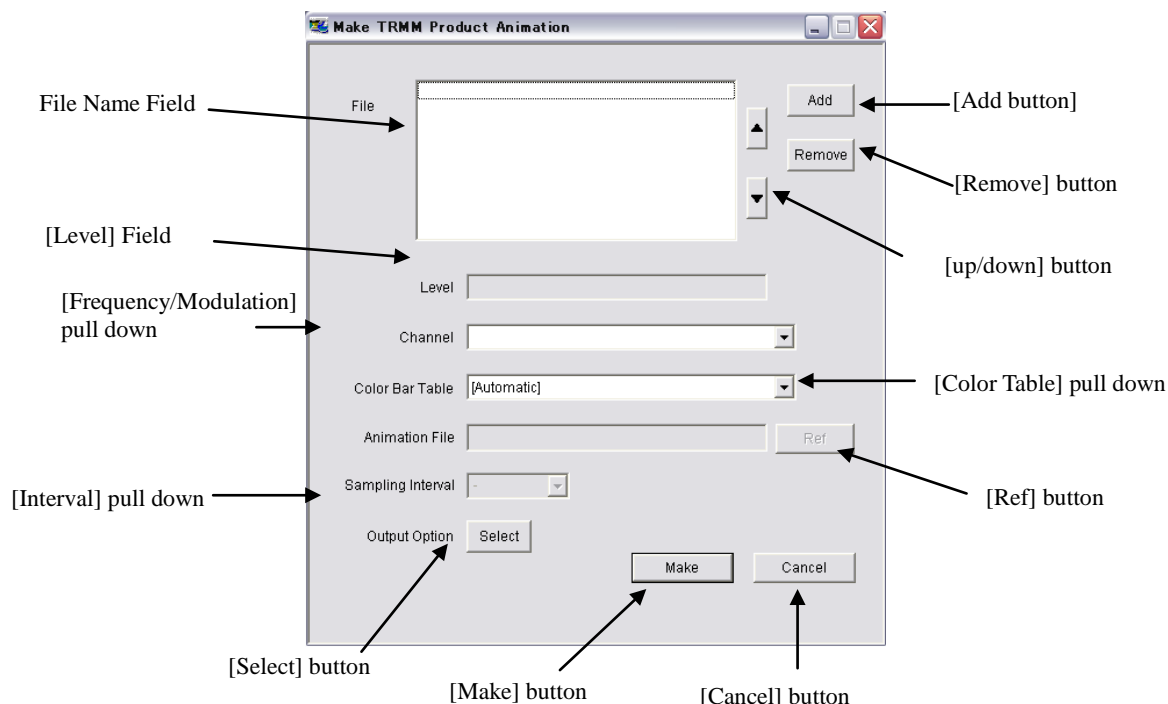 Make TRMM Product Animation
File Name Field
File
Add
[Add button]
Remove
[Remove] button
[Level] Field
[up/down] button
Level
[Frequency/Modulation]
pull down
Channel
Color Bar Table
[Automatic]
[Color Table] pull down
Animation File
Ref
[Interval] pull down
Sampling Interval
-
[Ref] button
Output Option
Select
Make
Cancel
[Select] button
[Make] button
[Cancel] button